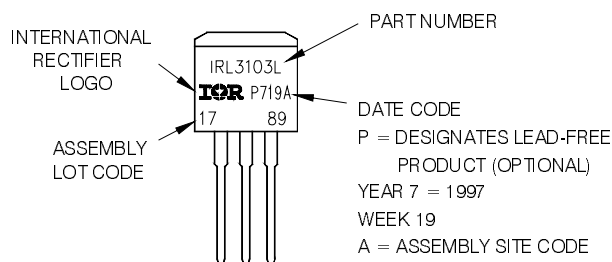 INTERNATIONAL
RECTIFIER
LOGO
PART NUMBER
IRL3103L
IOR P719A
17 89
ASSEMBLY
LOT CODE
DATE CODE
P = DESIGNATES LEAD-FREE
PRODUCT (OPTIONAL)
YEAR 7 = 1997
WEEK 19
A = ASSEMBLY SITE CODE